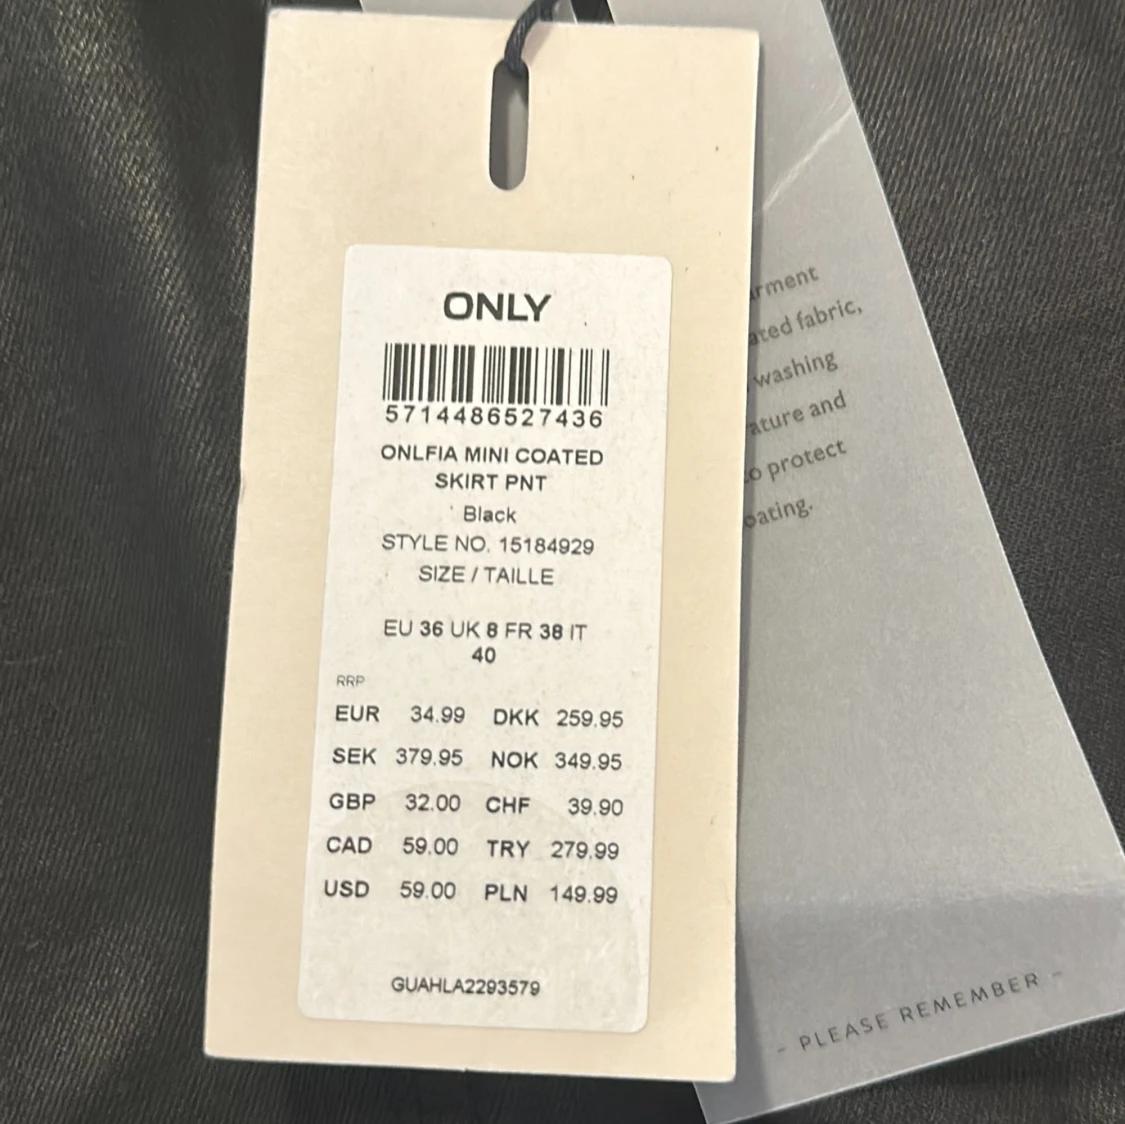 ONLY
5714486527436
ONLFIA MINI COATED
SKIRT PNT
Black
STYLE NO. 15184929
SIZE / TAILLE
EU 36 UK 8 FR 38 IT
40
RRP
EUR 34.99 DKK 259.95
SEK 379.95 NOK 349.95
GBP 32.00 CHF 39.90
CAD 59.00 TRY 279.99
USD 59.00 PLN 149.99
GUAHLA2293579
rment
ated fabric,
washing
ature and
to protect
oating.
- PLEASE REMEMBER -